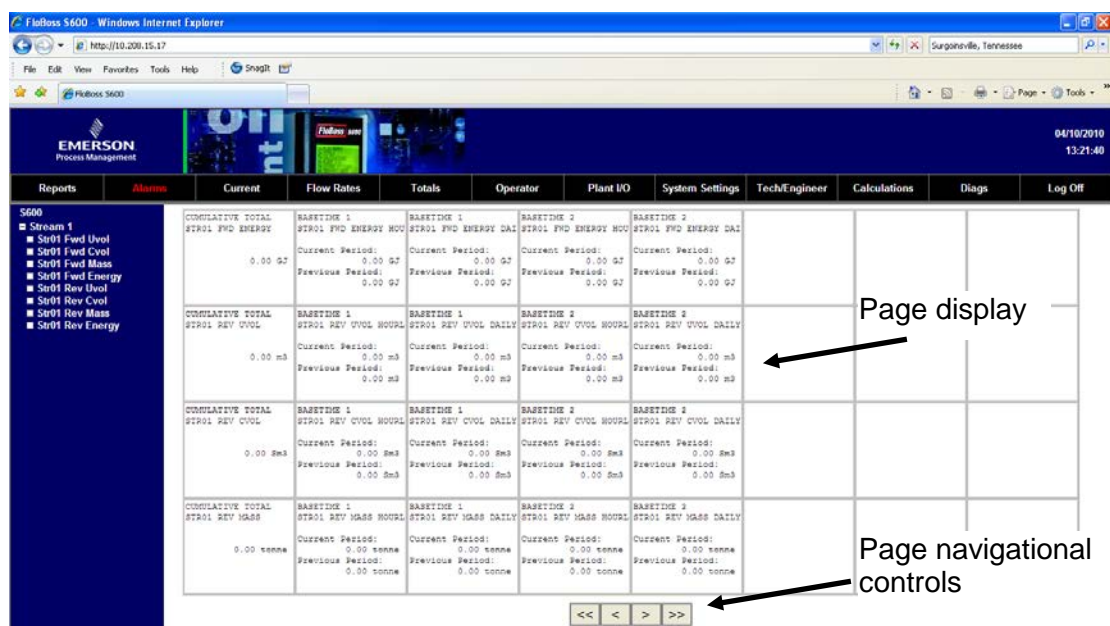 FloBoss S600 - Windows Internet Explorer
http://10.208.15.17
Surgoinsville, Tennessee
File Edit View Favorites Tools Help SnagIt
FloBoss S600
Page Tools
EMERSON
Process Management
FloBoss S600
04/10/2010
13:21:40
Reports Alarms Current Flow Rates Totals Operator Plant I/O System Settings Tech/Engineer Calculations Diags Log Off
S600
Stream 1
Str01 Fwd Uvol
Str01 Fwd Cvol
Str01 Fwd Mass
Str01 Fwd Energy
Str01 Rev Uvol
Str01 Rev Cvol
Str01 Rev Mass
Str01 Rev Energy
CUMULATIVE TOTAL BASETIME 1 BASETIME 1 BASETIME 2 BASETIME 2
STR01 FWD ENERGY STR01 FWD ENERGY HOU STR01 FWD ENERGY DAI STR01 FWD ENERGY HOU STR01 FWD ENERGY DAI
Current Period: Current Period: Current Period: Current Period:
0.00 GJ 0.00 GJ 0.00 GJ 0.00 GJ 0.00 GJ
Previous Period: Previous Period: Previous Period: Previous Period:
0.00 GJ 0.00 GJ 0.00 GJ 0.00 GJ
CUMULATIVE TOTAL BASETIME 1 BASETIME 1 BASETIME 2 BASETIME 2
STR01 REV UVOL STR01 REV UVOL HOURL STR01 REV UVOL DAILY STR01 REV UVOL HOURL STR01 REV UVOL DAILY
Current Period: Current Period: Current Period: Current Period:
0.00 m3 0.00 m3 0.00 m3 0.00 m3 0.00 m3
Previous Period: Previous Period: Previous Period: Previous Period:
0.00 m3 0.00 m3 0.00 m3 0.00 m3
Page display
CUMULATIVE TOTAL BASETIME 1 BASETIME 1 BASETIME 2 BASETIME 2
STR01 REV CVOL STR01 REV CVOL HOURL STR01 REV CVOL DAILY STR01 REV CVOL HOURL STR01 REV CVOL DAILY
Current Period: Current Period: Current Period: Current Period:
0.00 Sm3 0.00 Sm3 0.00 Sm3 0.00 Sm3 0.00 Sm3
Previous Period: Previous Period: Previous Period: Previous Period:
0.00 Sm3 0.00 Sm3 0.00 Sm3 0.00 Sm3
CUMULATIVE TOTAL BASETIME 1 BASETIME 1 BASETIME 2 BASETIME 2
STR01 REV MASS STR01 REV MASS HOURL STR01 REV MASS DAILY STR01 REV MASS HOURL STR01 REV MASS DAILY
Current Period: Current Period: Current Period: Current Period:
0.00 tonne 0.00 tonne 0.00 tonne 0.00 tonne 0.00 tonne
Previous Period: Previous Period: Previous Period: Previous Period:
0.00 tonne 0.00 tonne 0.00 tonne 0.00 tonne
Page navigational
controls
<< < > >>